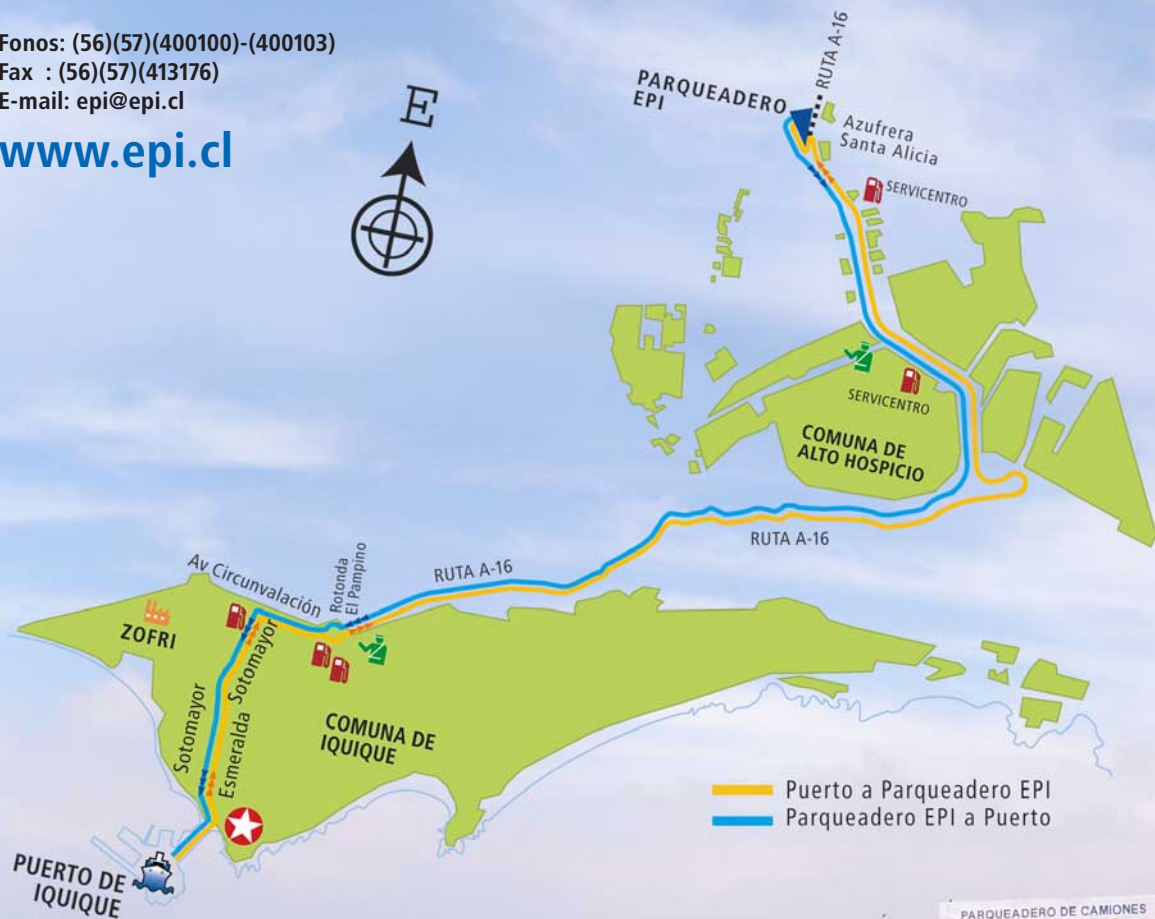 Fonos: (56)(57)(400100)-(400103)
Fax : (56)(57)(413176)
E-mail: epi@epi.cl
www.epi.cl
E
PARQUEADERO
EPI
RUTA A-16
Azufrera
Santa Alicia
SERVICENTRO
SERVICENTRO
COMUNA DE
ALTO HOSPICIO
RUTA A-16
RUTA A-16
Rotonda
El Pampino
Av Circunvalación
ZOFRI
Sotomayor
Sotomayor
Esmeralda
COMUNA DE
IQUIQUE
Puerto a Parqueadero EPI
Parqueadero EPI a Puerto
PUERTO DE
IQUIQUE
PARQUEADERO DE CAMIONES